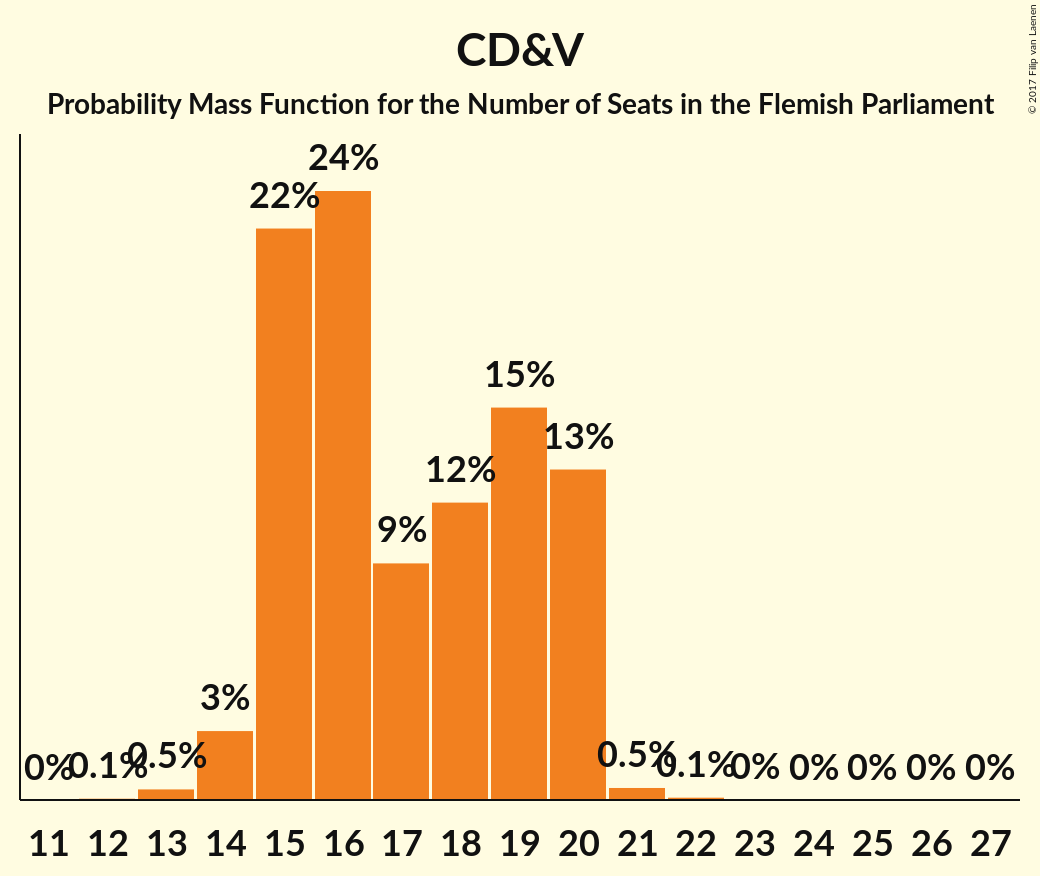 CD&V
Probability Mass Function for the Number of Seats in the Flemish Parliament
© 2017 Filip van Laenen
0% 0.1% 0.5% 3% 22% 24% 9% 12% 15% 13% 0.5% 0.1% 0% 0% 0% 0% 0%
11 12 13 14 15 16 17 18 19 20 21 22 23 24 25 26 27